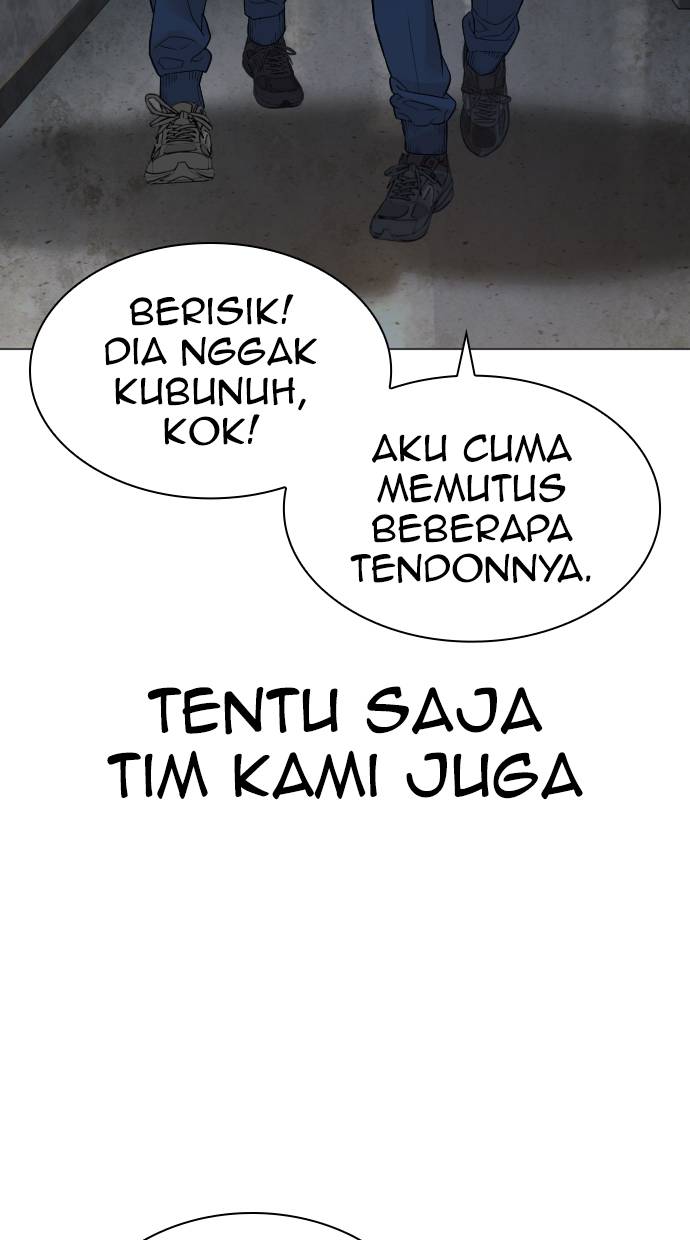 BERISIK!
DIA NGGAK
KUBUNUH,
KOK!
AKU CUMA
MEMUTUS
BEBERAPA
TENDONNYA.
TENTU SAJA
TIM KAMI JUGA